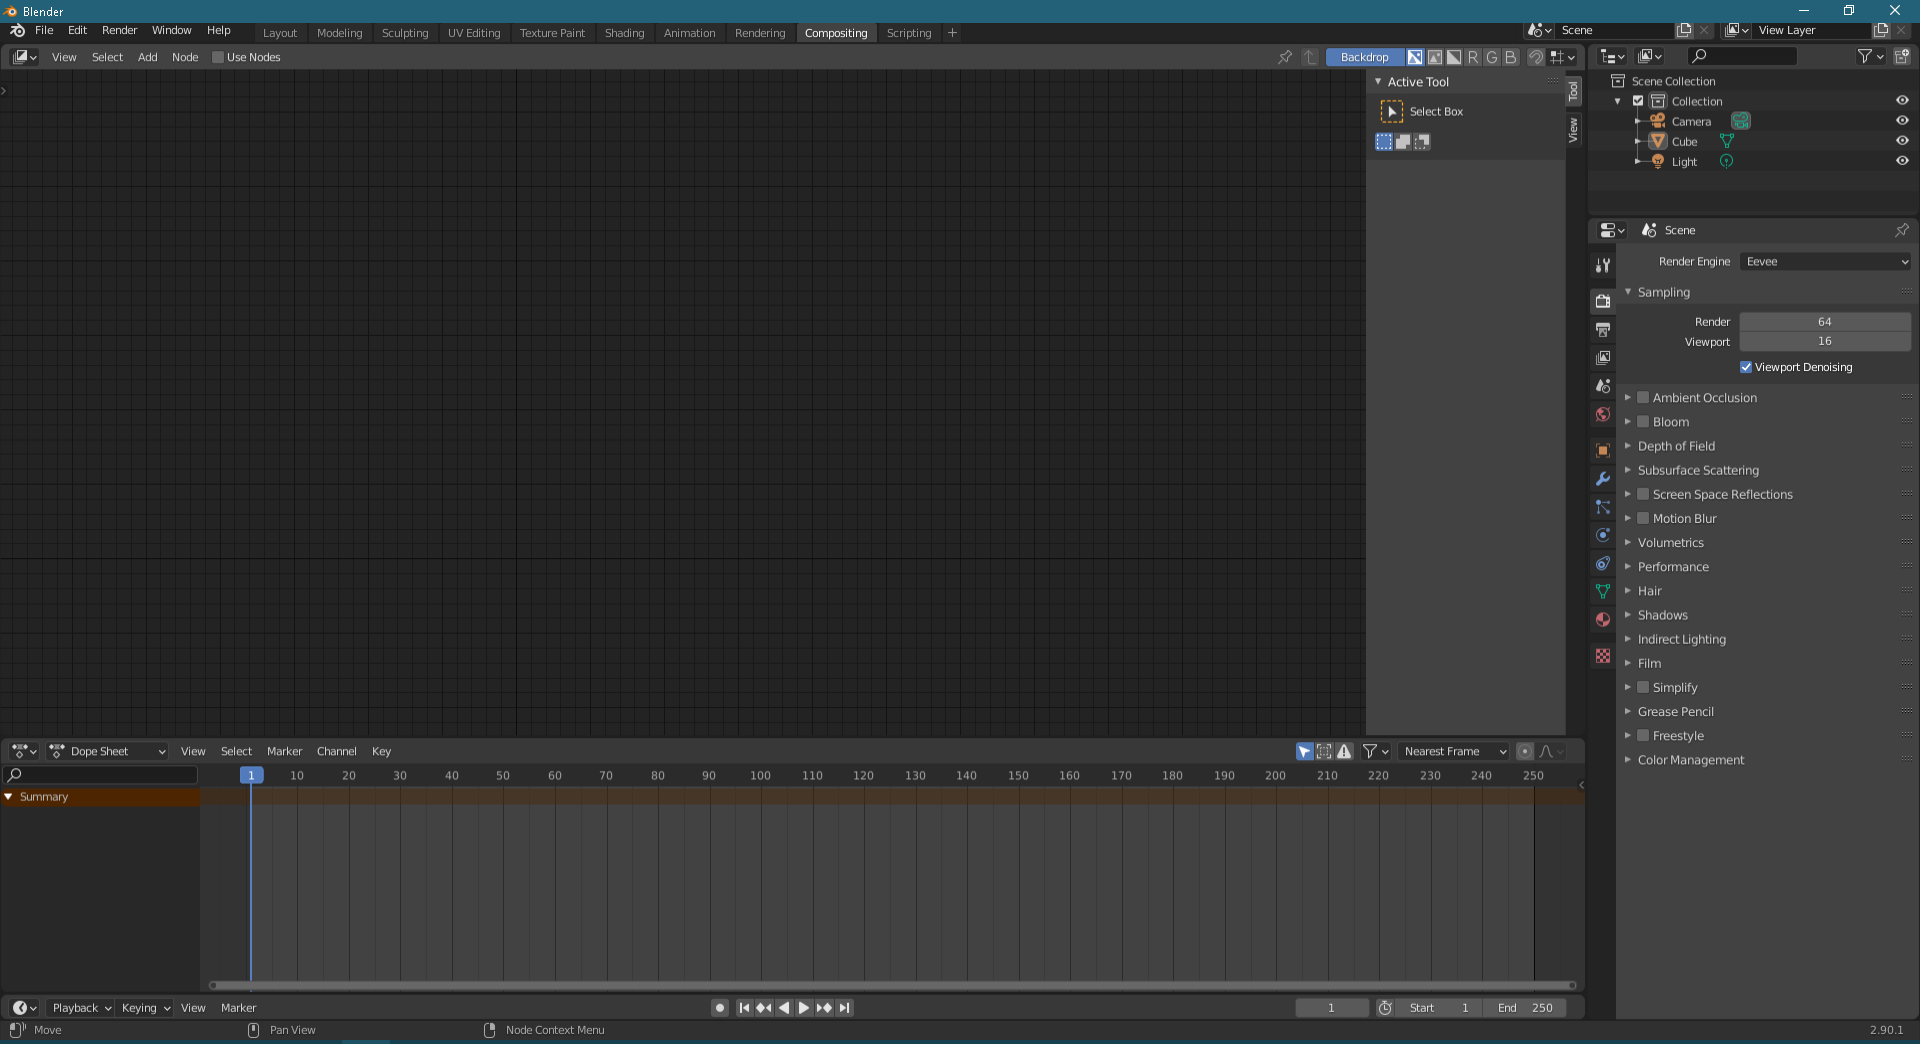 Blender
File Edit Render Window Help Layout Modeling Sculpting UV Editing Texture Paint Shading Animation Rendering Compositing Scripting + Scene View Layer
View Select Add Node Use Nodes Backdrop R G B
Active Tool
Select Box
Tool
View
Scene Collection
Collection
Camera
Cube
Light
Scene
Render Engine Eevee
Sampling
Render 64
Viewport 16
Viewport Denoising
Ambient Occlusion
Bloom
Depth of Field
Subsurface Scattering
Screen Space Reflections
Motion Blur
Volumetrics
Performance
Hair
Shadows
Indirect Lighting
Film
Simplify
Grease Pencil
Freestyle
Color Management
Dope Sheet View Select Marker Channel Key Nearest Frame
1 10 20 30 40 50 60 70 80 90 100 110 120 130 140 150 160 170 180 190 200 210 220 230 240 250
Summary
Playback Keying View Marker 1 Start 1 End 250
Move Pan View Node Context Menu 2.90.1